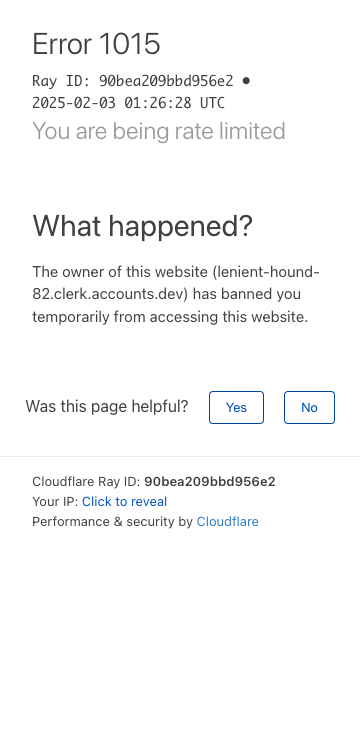 Error 1015
Ray ID: 90bea209bbd956e2 •
2025-02-03 01:26:28 UTC
You are being rate limited
What happened?
The owner of this website (lenient-hound-
82.clerk.accounts.dev) has banned you
temporarily from accessing this website.
Was this page helpful? Yes No
Cloudflare Ray ID: 90bea209bbd956e2
Your IP: Click to reveal
Performance & security by Cloudflare